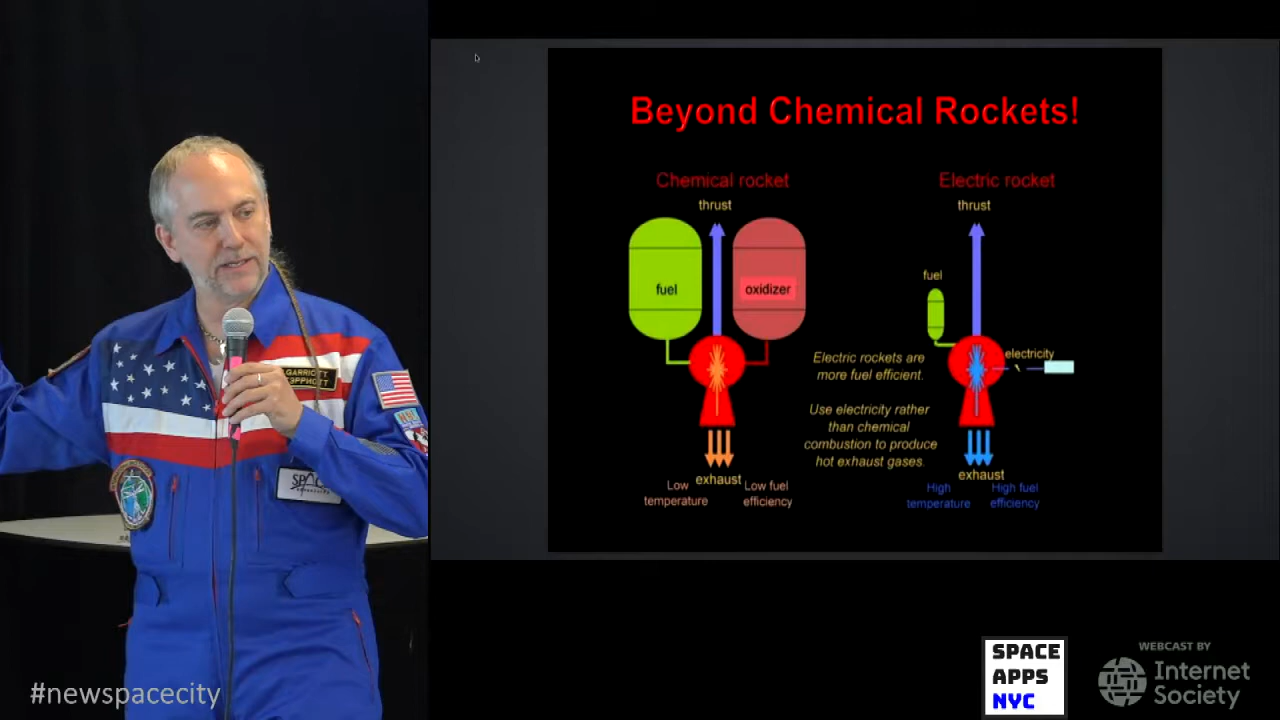 Beyond Chemical Rockets!
Chemical rocket
thrust
fuel
oxidizer
exhaust
Low
temperature
Low fuel
efficiency
Electric rockets are
more fuel efficient.
Use electricity rather
than chemical
combustion to produce
hot exhaust gases.
Electric rocket
thrust
fuel
electricity
exhaust
High
temperature
High fuel
efficiency
GARRIOTT
SPACE
#newspacecity
SPACE
APPS
NYC
WEBCAST BY
Internet
Society